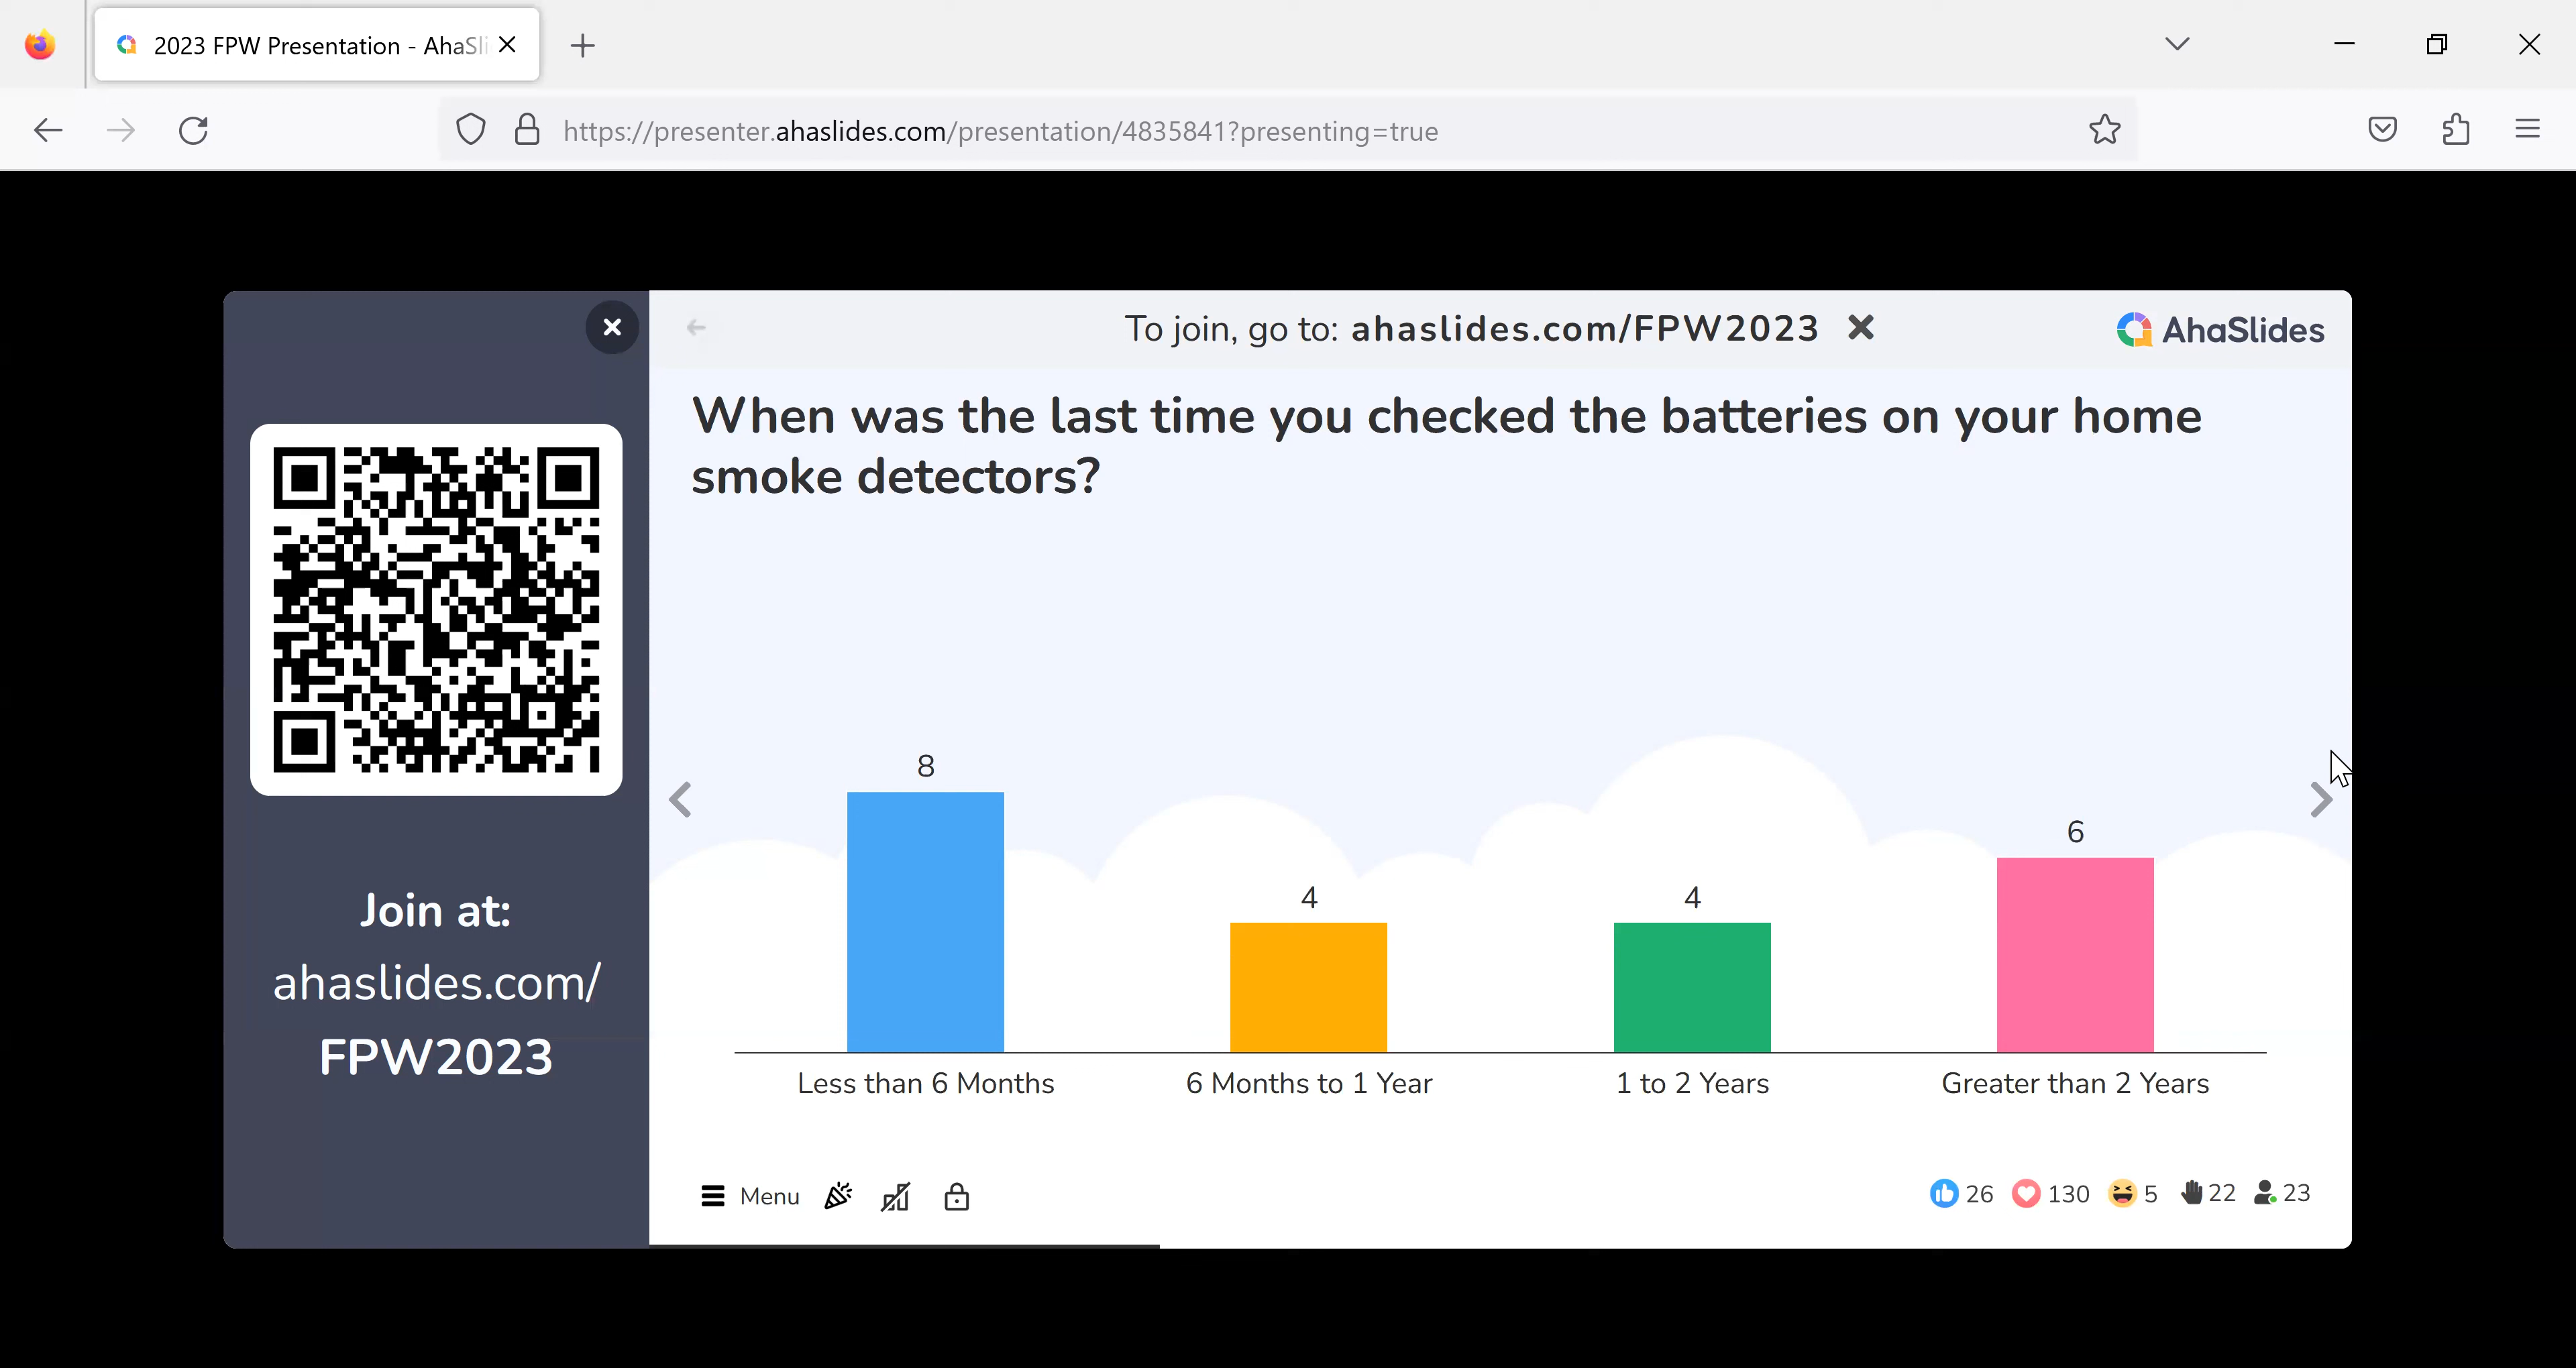 2023 FPW Presentation - AhaSli
https://presenter.ahaslides.com/presentation/4835841?presenting=true
To join, go to: ahaslides.com/FPW2023
AhaSlides
When was the last time you checked the batteries on your home
smoke detectors?
8
4
4
6
Less than 6 Months
6 Months to 1 Year
1 to 2 Years
Greater than 2 Years
Join at:
ahaslides.com/
FPW2023
Menu
26 130 5 22 23